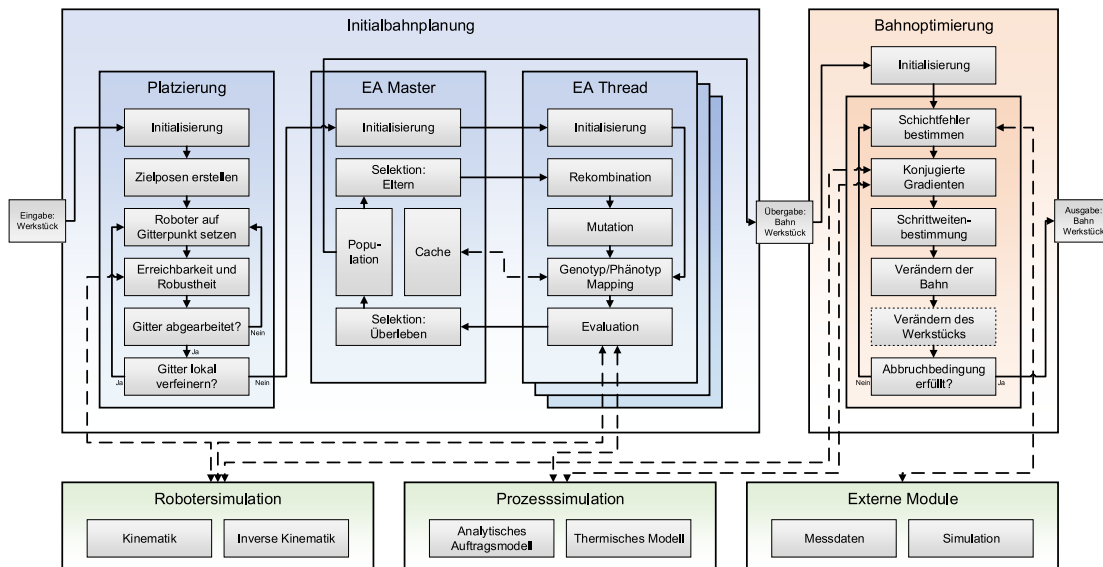 Initialbahnplanung
Bahnoptimierung
Platzierung
EA Master
EA Thread
Initialisierung
Initialisierung
Initialisierung
Initialisierung
Schichtfehler
bestimmen
Zielposen erstellen
Selektion:
Eltern
Rekombination
Konjugierte
Gradienten
Eingabe:
Werkstück
Roboter auf
Gitterpunkt setzen
Popu-
lation
Cache
Mutation
Übergabe:
Bahn
Werkstück
Schrittweiten-
bestimmung
Ausgabe:
Bahn
Werkstück
Erreichbarkeit und
Robustheit
Genotyp/Phänotyp
Mapping
Verändern der
Bahn
Gitter abgearbeitet?
Nein
Ja
Selektion:
Überleben
Evaluation
Verändern des
Werkstücks
Ja
Gitter lokal
verfeinern?
Nein
Nein
Abbruchbedingung
erfüllt?
Ja
Robotersimulation
Kinematik
Inverse Kinematik
Prozesssimulation
Analytisches
Auftragsmodell
Thermisches Modell
Externe Module
Messdaten
Simulation